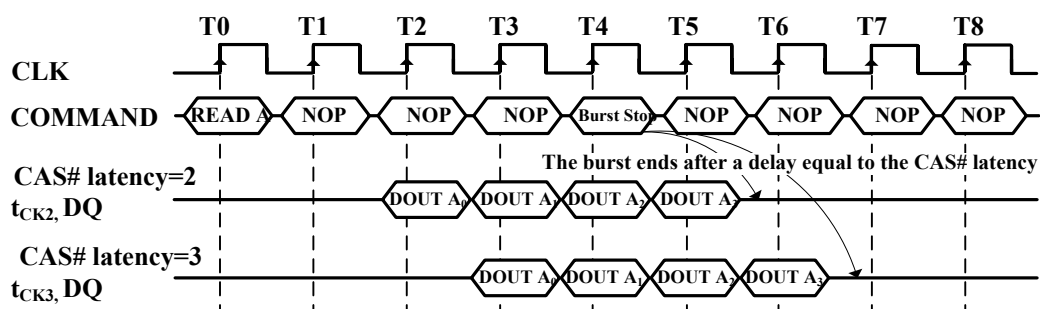 T0 T1 T2 T3 T4 T5 T6 T7 T8
CLK
COMMAND READ A NOP NOP NOP Burst Stop NOP NOP NOP NOP
The burst ends after a delay equal to the CAS# latency
CAS# latency=2
tCK2, DQ DOUT A0 DOUT A1 DOUT A2 DOUT A3
CAS# latency=3
tCK3, DQ DOUT A0 DOUT A1 DOUT A2 DOUT A3